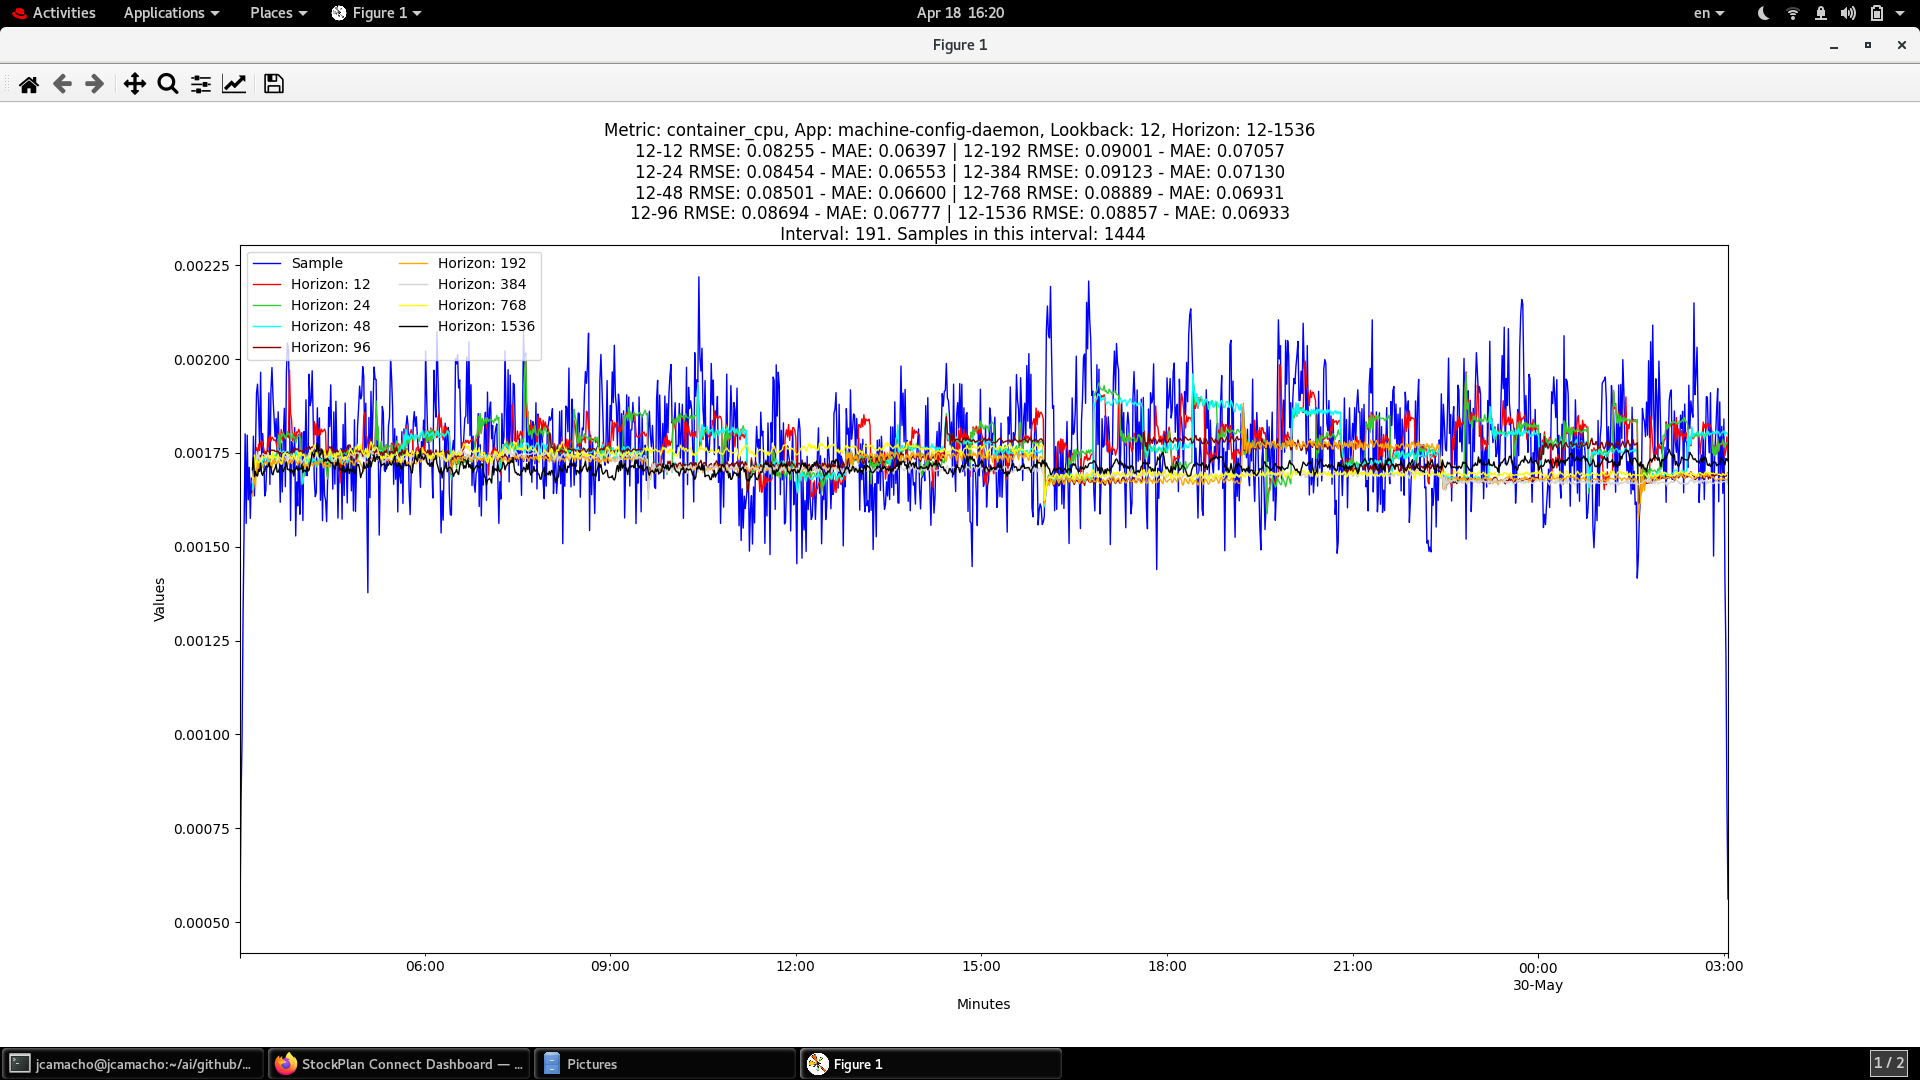 Activities Applications Places Figure 1 Apr 18 16:20 en
Figure 1
Metric: container_cpu, App: machine-config-daemon, Lookback: 12, Horizon: 12-1536
12-12 RMSE: 0.08255 - MAE: 0.06397 | 12-192 RMSE: 0.09001 - MAE: 0.07057
12-24 RMSE: 0.08454 - MAE: 0.06553 | 12-384 RMSE: 0.09123 - MAE: 0.07130
12-48 RMSE: 0.08501 - MAE: 0.06600 | 12-768 RMSE: 0.08889 - MAE: 0.06931
12-96 RMSE: 0.08694 - MAE: 0.06777 | 12-1536 RMSE: 0.08857 - MAE: 0.06933
Interval: 191. Samples in this interval: 1444
Sample Horizon: 192
Horizon: 12 Horizon: 384
Horizon: 24 Horizon: 768
Horizon: 48 Horizon: 1536
Horizon: 96
0.00225
0.00200
0.00175
0.00150
0.00125
0.00100
0.00075
0.00050
Values
06:00 09:00 12:00 15:00 18:00 21:00 00:00 03:00
30-May
Minutes
jcamacho@jcamacho:~/ai/github/... StockPlan Connect Dashboard — ... Pictures Figure 1 1 / 2